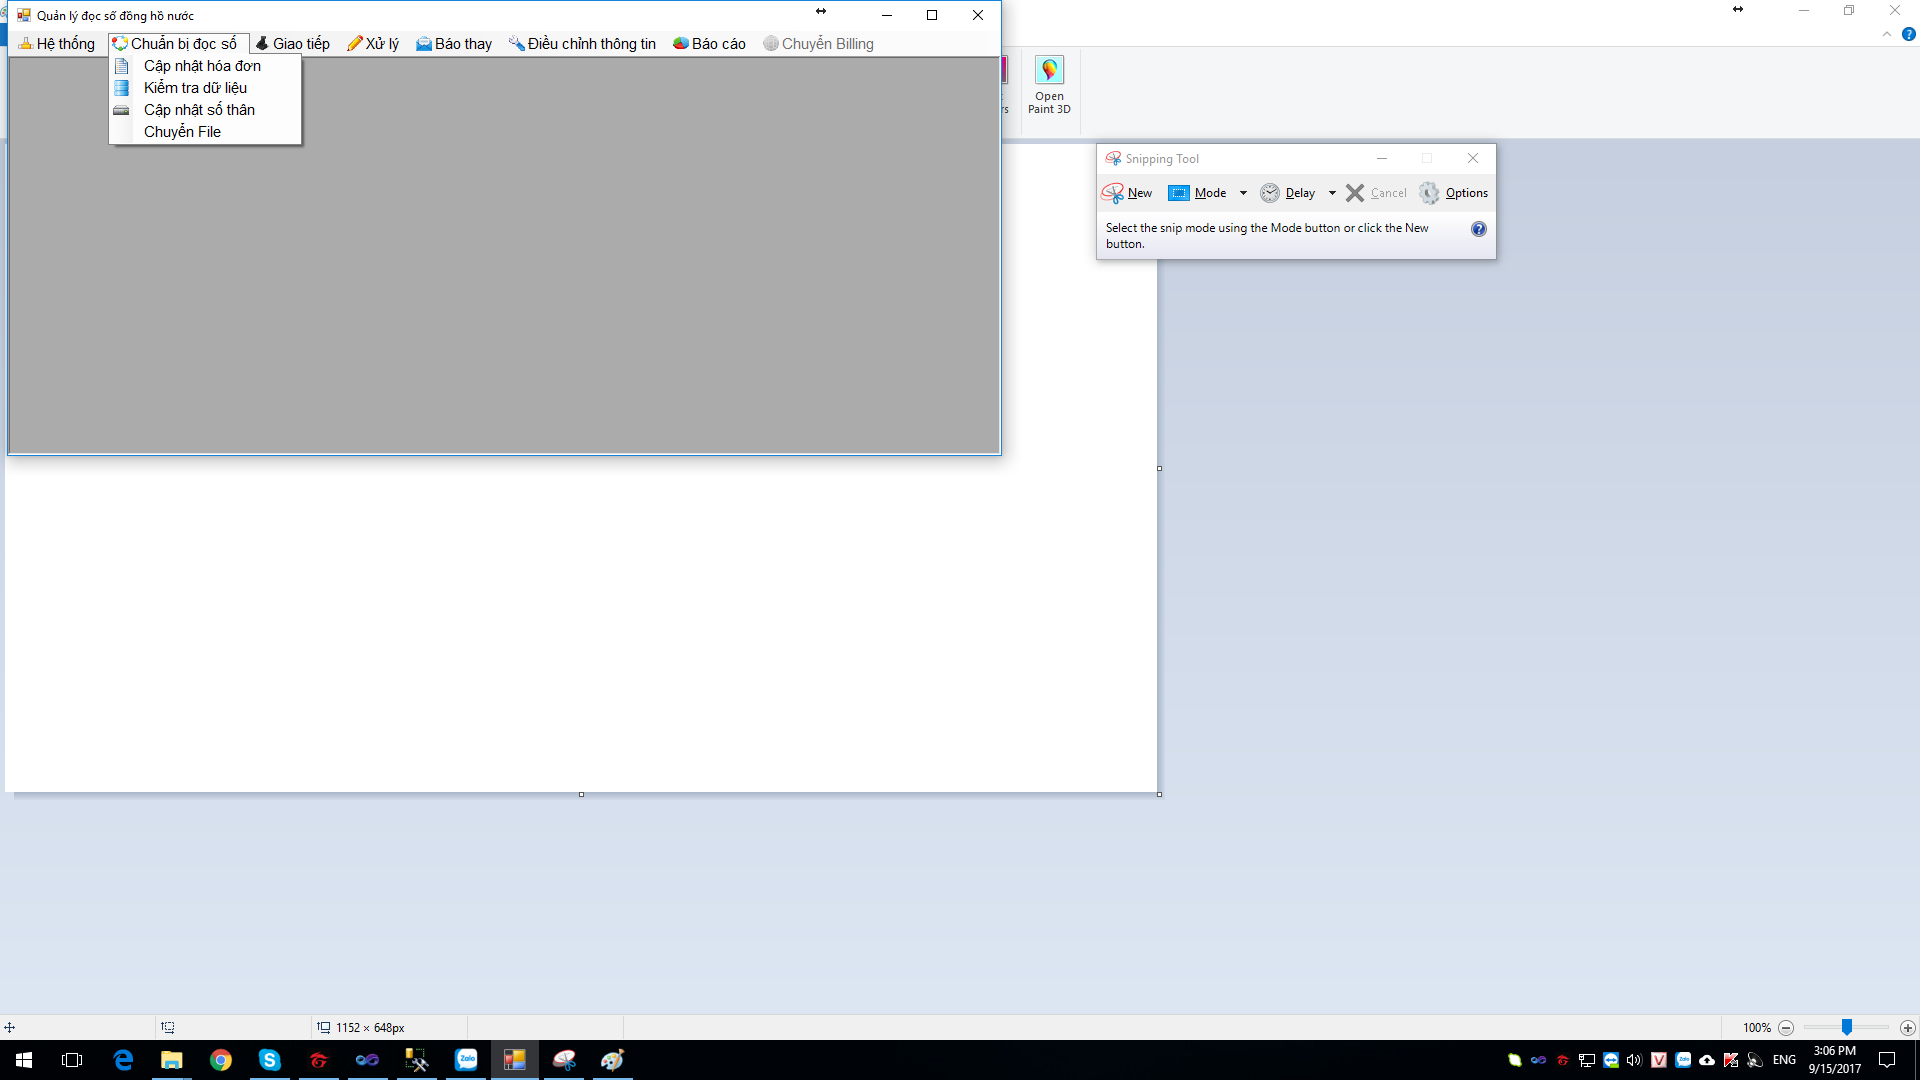 Quản lý đọc số đồng hồ nước
Hệ thống
Chuẩn bị đọc số
Giao tiếp
Xử lý
Báo thay
Điều chỉnh thông tin
Báo cáo
Chuyển Billing
Cập nhật hóa đơn
Kiểm tra dữ liệu
Cập nhật số thân
Chuyển File
Open
Paint 3D
Snipping Tool
New
Mode
Delay
Cancel
Options
Select the snip mode using the Mode button or click the New
button.
1152 × 648px
100%
Zalo
ENG
3:06 PM
9/15/2017